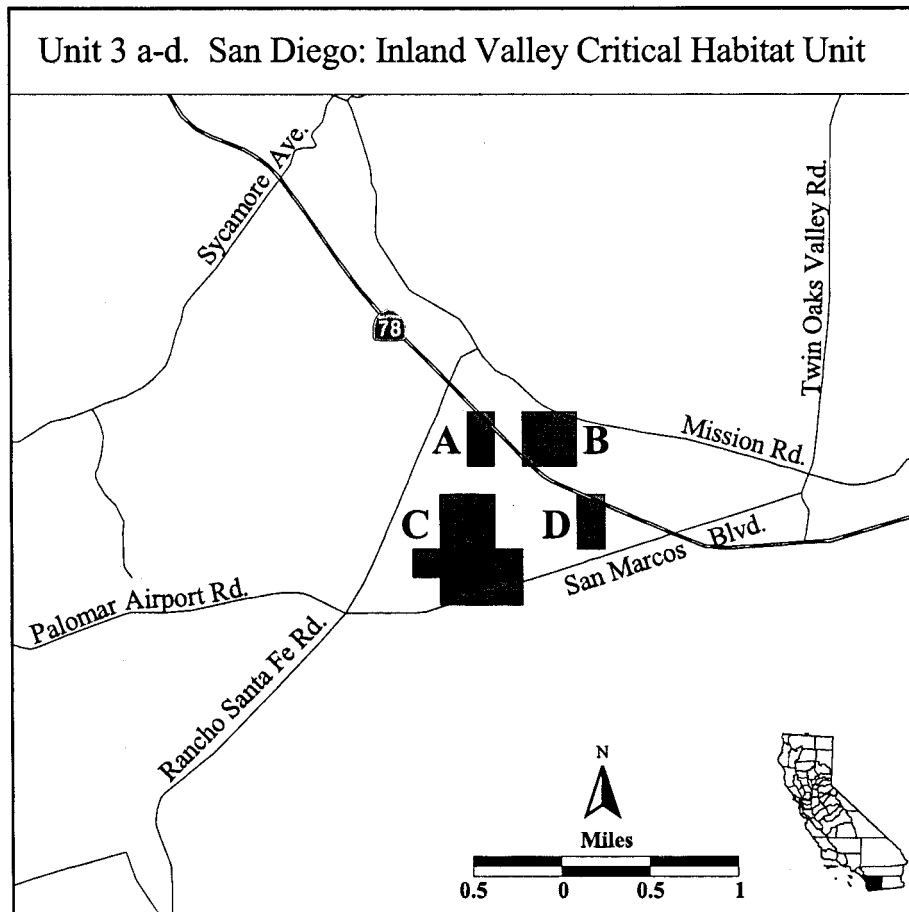 Unit 3 a-d. San Diego: Inland Valley Critical Habitat Unit
Sycamore Ave.
Twin Oaks Valley Rd.
78
A
B
Mission Rd.
C
D
San Marcos Blvd.
Palomar Airport Rd.
Rancho Santa Fe Rd.
N
Miles
0.5 0 0.5 1